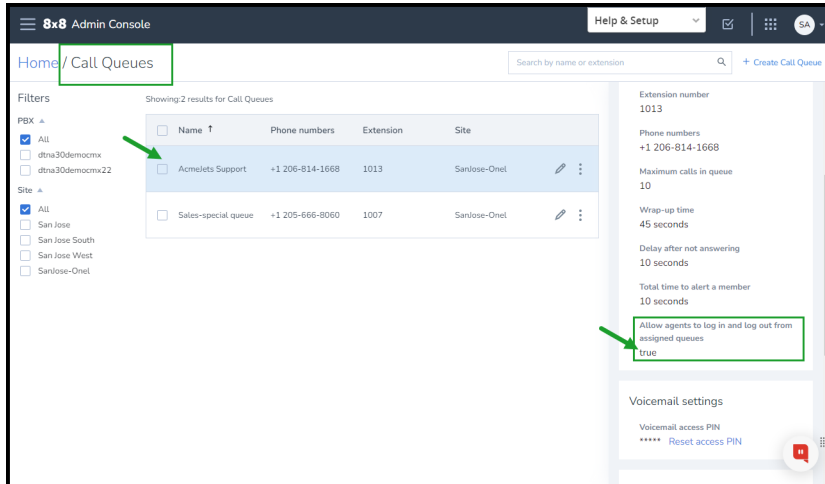 8x8 Admin Console
Help & Setup
SA
Home / Call Queues
Search by name or extension
+ Create Call Queue
Filters
PBX
All
dtna30democmx
dtna30democmx22
Site
All
San Jose
San Jose South
San Jose West
SanJose-Onel
Showing:2 results for Call Queues
Name ↑ Phone numbers Extension Site
AcmeJets Support +1 206-814-1668 1013 SanJose-Onel
Sales-special queue +1 205-666-8060 1007 SanJose-Onel
Extension number
1013
Phone numbers
+1 206-814-1668
Maximum calls in queue
10
Wrap-up time
45 seconds
Delay after not answering
10 seconds
Total time to alert a member
10 seconds
Allow agents to log in and log out from
assigned queues
true
Voicemail settings
Voicemail access PIN
***** Reset access PIN